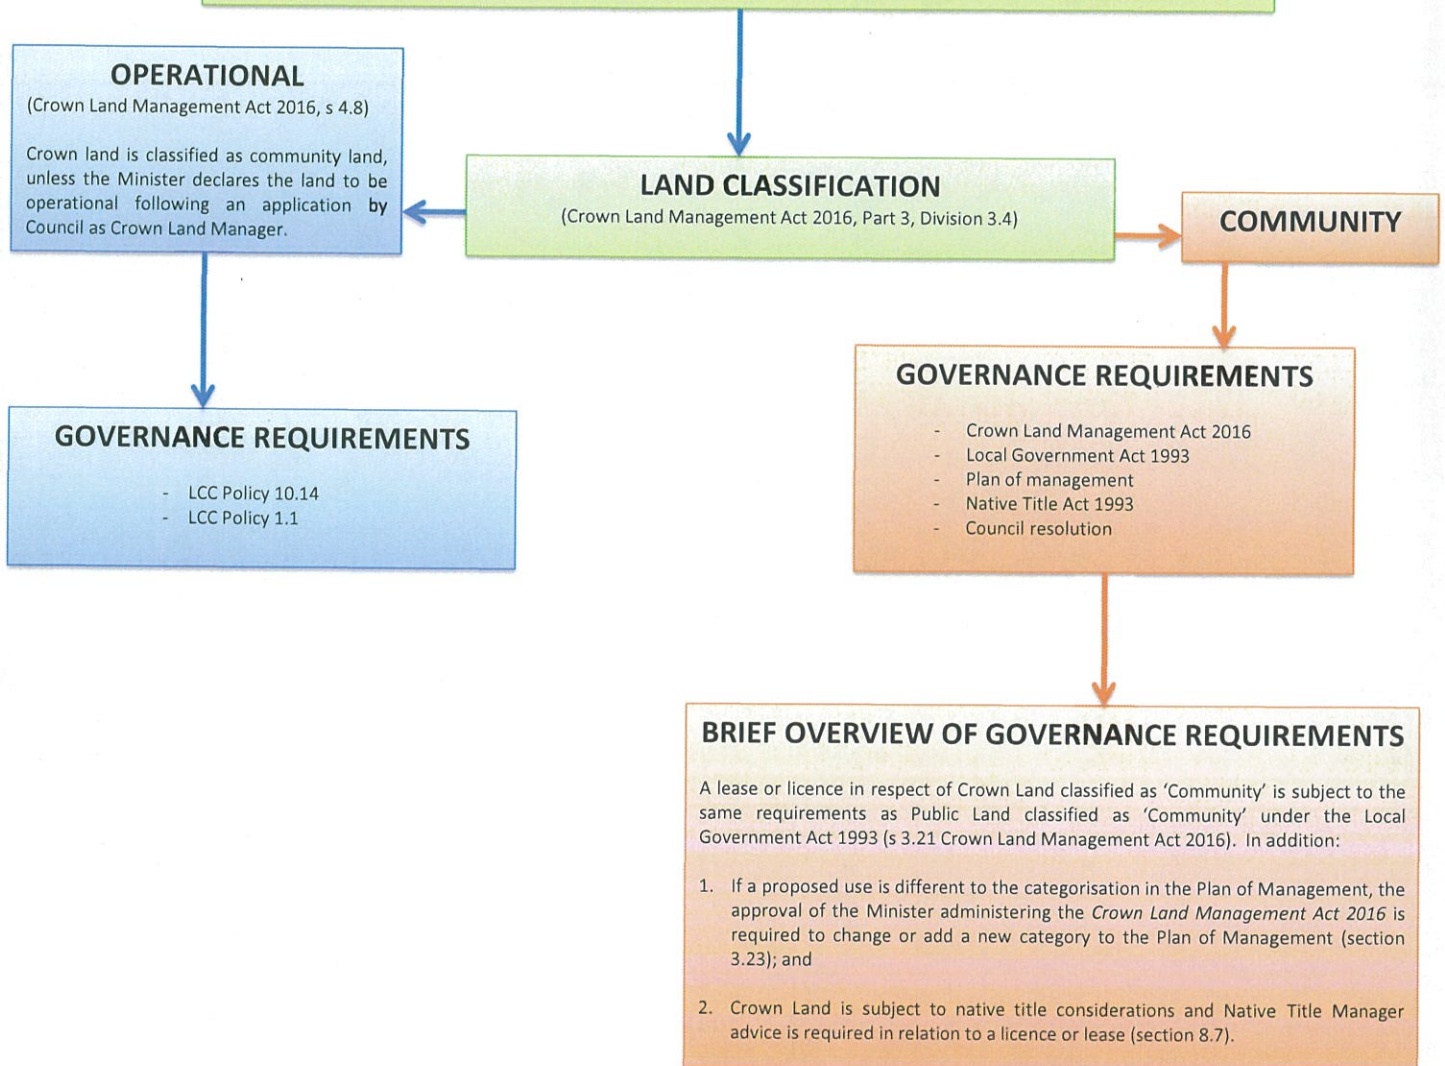 OPERATIONAL
(Crown Land Management Act 2016, s 4.8)
Crown land is classified as community land,
unless the Minister declares the land to be
operational following an application by
Council as Crown Land Manager.
LAND CLASSIFICATION
(Crown Land Management Act 2016, Part 3, Division 3.4)
COMMUNITY
GOVERNANCE REQUIREMENTS
- LCC Policy 10.14
- LCC Policy 1.1
GOVERNANCE REQUIREMENTS
- Crown Land Management Act 2016
- Local Government Act 1993
- Plan of management
- Native Title Act 1993
- Council resolution
BRIEF OVERVIEW OF GOVERNANCE REQUIREMENTS
A lease or licence in respect of Crown Land classified as ‘Community’ is subject to the
same requirements as Public Land classified as ‘Community’ under the Local
Government Act 1993 (s 3.21 Crown Land Management Act 2016). In addition:
1. If a proposed use is different to the categorisation in the Plan of Management, the
approval of the Minister administering the Crown Land Management Act 2016 is
required to change or add a new category to the Plan of Management (section
3.23); and
2. Crown Land is subject to native title considerations and Native Title Manager
advice is required in relation to a licence or lease (section 8.7).